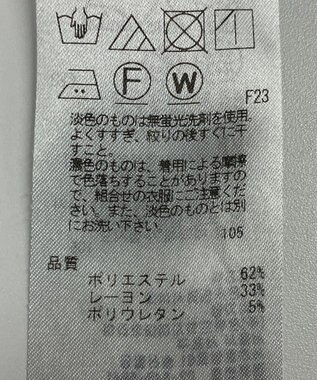 F W
F23
淡色のものは無蛍光洗剤を使用。
よくすすぎ、絞りの後すぐに干
すこと。
濃色のものは、着用による摩擦
で色落ちすることがありますの
で、組合せの衣服にご注意くだ
さい。また、淡色のものとは別
にお洗い下さい。
105
品質
ポリエステル 62%
レーヨン 33%
ポリウレタン 5%